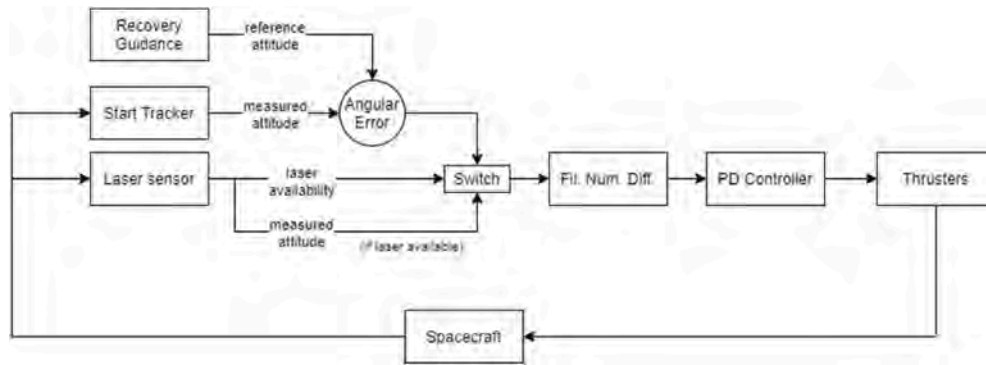 Recovery
Guidance
reference
attitude
Start Tracker
measured
attitude
Angular
Error
Laser sensor
laser
availability
Switch
Fil. Num. Diff.
PD Controller
Thrusters
measured
attitude
(if laser available)
Spacecraft